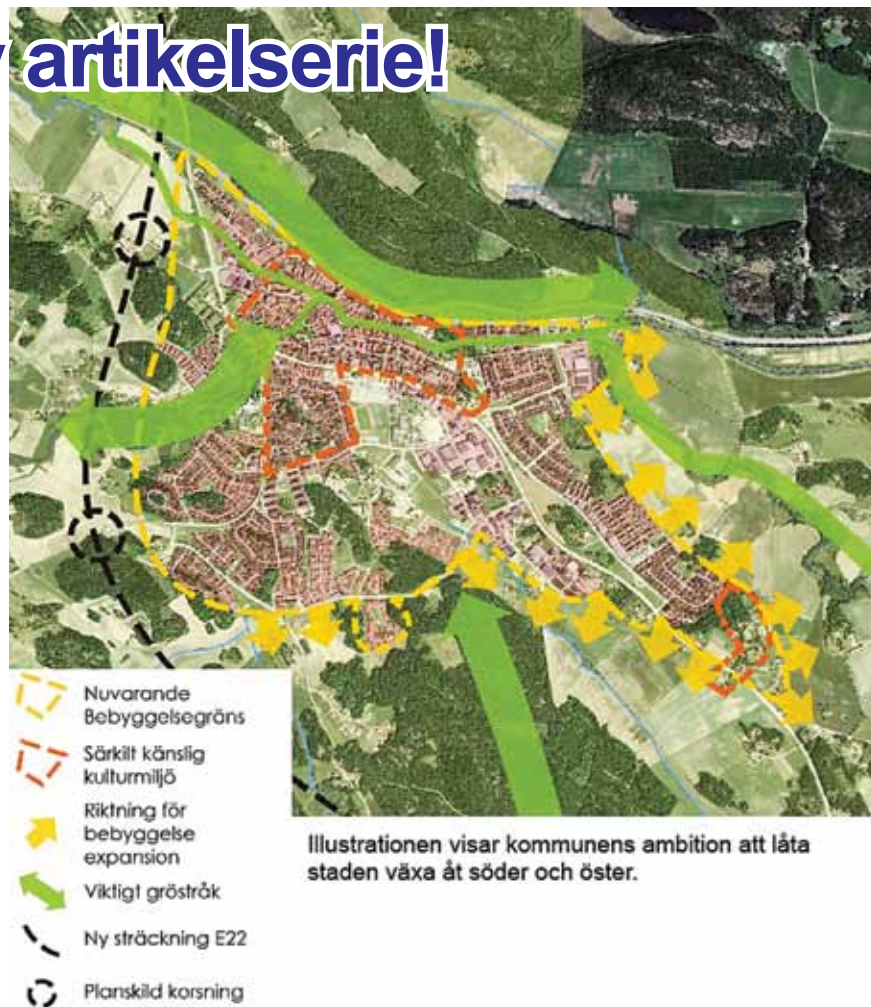 artikelserie!
Nuvarande
Bebyggelsegräns
Särkilt känslig
kulturmiljö
Riktning för
bebyggelse
expansion
Viktigt gröstråk
Ny sträckning E22
Planskild korsning
Illustrationen visar kommunens ambition att låta
staden växa åt söder och öster.